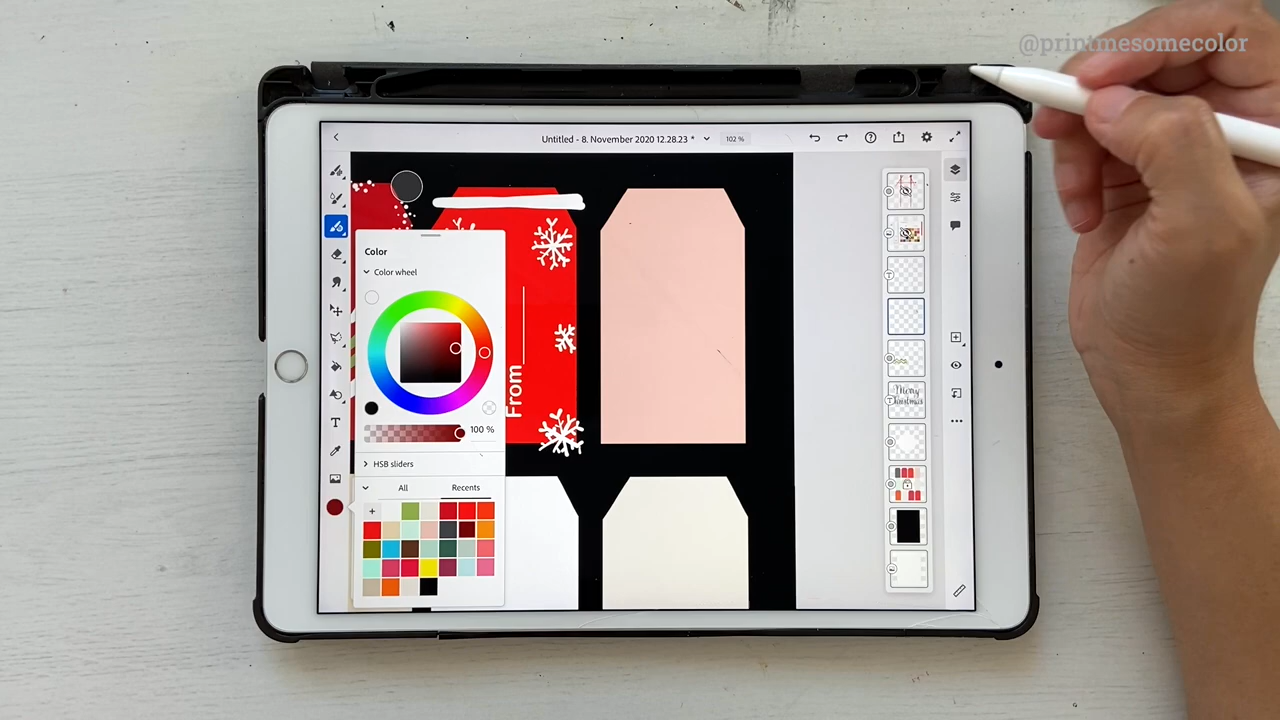 @printmesomecolor
Untitled - 8. November 2020 12.28.23 *
102 %
Color
Color wheel
100 %
HSB sliders
All
Recents
From
T
T
T
Merry
Christmas